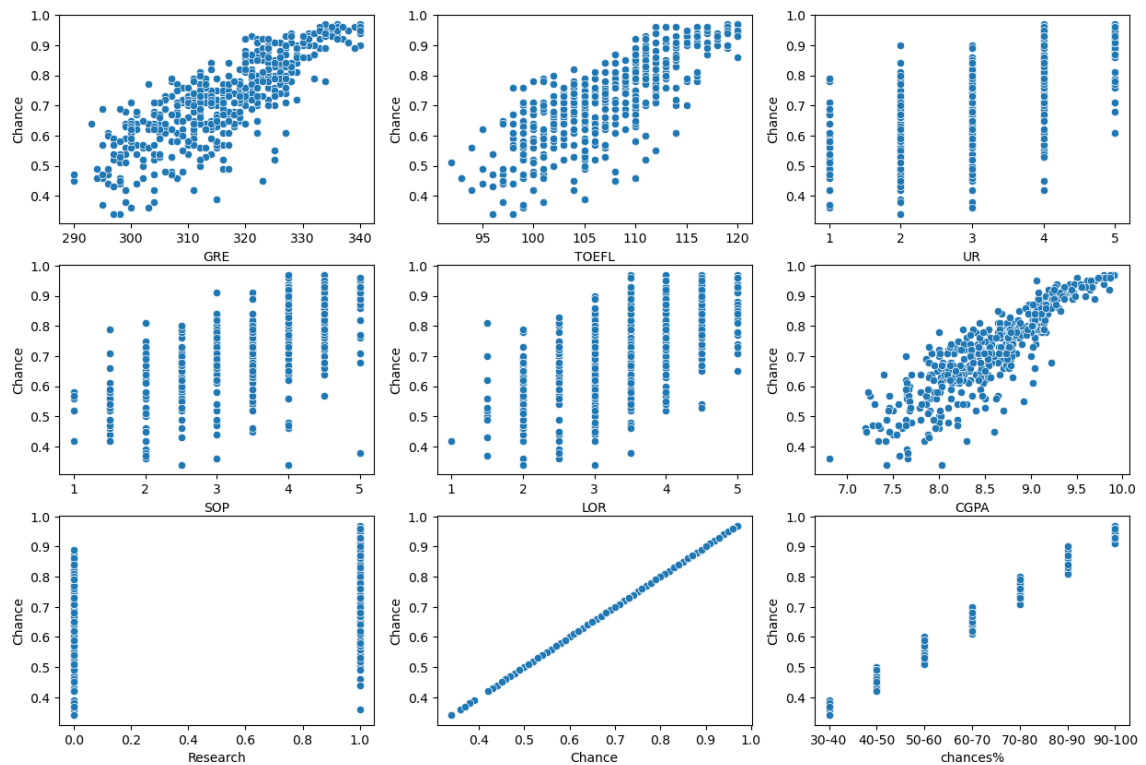 1.0 1.0 1.0
0.9 0.9 0.9
0.8 0.8 0.8
0.7 0.7 0.7
0.6 0.6 0.6
0.5 0.5 0.5
0.4 0.4 0.4
Chance Chance Chance
290 300 310 320 330 340 95 100 105 110 115 120 1 2 3 4 5
GRE TOEFL UR
1.0 1.0 1.0
0.9 0.9 0.9
0.8 0.8 0.8
0.7 0.7 0.7
0.6 0.6 0.6
0.5 0.5 0.5
0.4 0.4 0.4
Chance Chance Chance
1 2 3 4 5 1 2 3 4 5 7.0 7.5 8.0 8.5 9.0 9.5 10.0
SOP LOR CGPA
1.0 1.0 1.0
0.9 0.9 0.9
0.8 0.8 0.8
0.7 0.7 0.7
0.6 0.6 0.6
0.5 0.5 0.5
0.4 0.4 0.4
Chance Chance Chance
0.0 0.2 0.4 0.6 0.8 1.0 0.4 0.5 0.6 0.7 0.8 0.9 1.0 30-40 40-50 50-60 60-70 70-80 80-90 90-100
Research Chance chances%